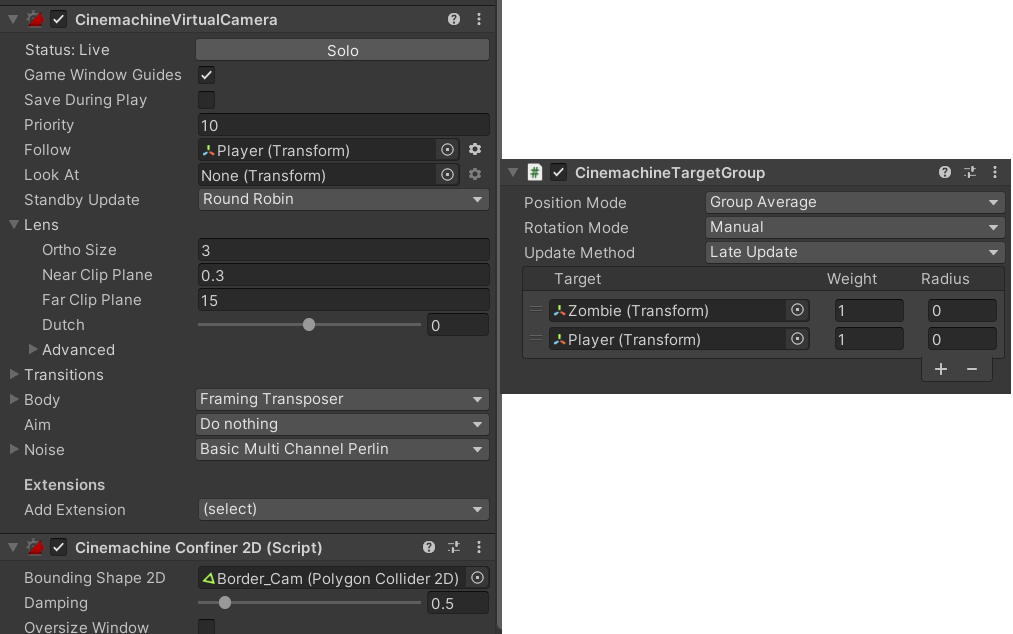 CinemachineVirtualCamera
Status: Live Solo
Game Window Guides
Save During Play
Priority 10
Follow Player (Transform)
Look At None (Transform)
Standby Update Round Robin
Lens
Ortho Size 3
Near Clip Plane 0.3
Far Clip Plane 15
Dutch 0
Advanced
Transitions
Body Framing Transposer
Aim Do nothing
Noise Basic Multi Channel Perlin
Extensions
Add Extension (select)
Cinemachine Confiner 2D (Script)
Bounding Shape 2D Border_Cam (Polygon Collider 2D)
Damping 0.5
Oversize Window
CinemachineTargetGroup
Position Mode Group Average
Rotation Mode Manual
Update Method Late Update
Target Weight Radius
Zombie (Transform) 1 0
Player (Transform) 1 0